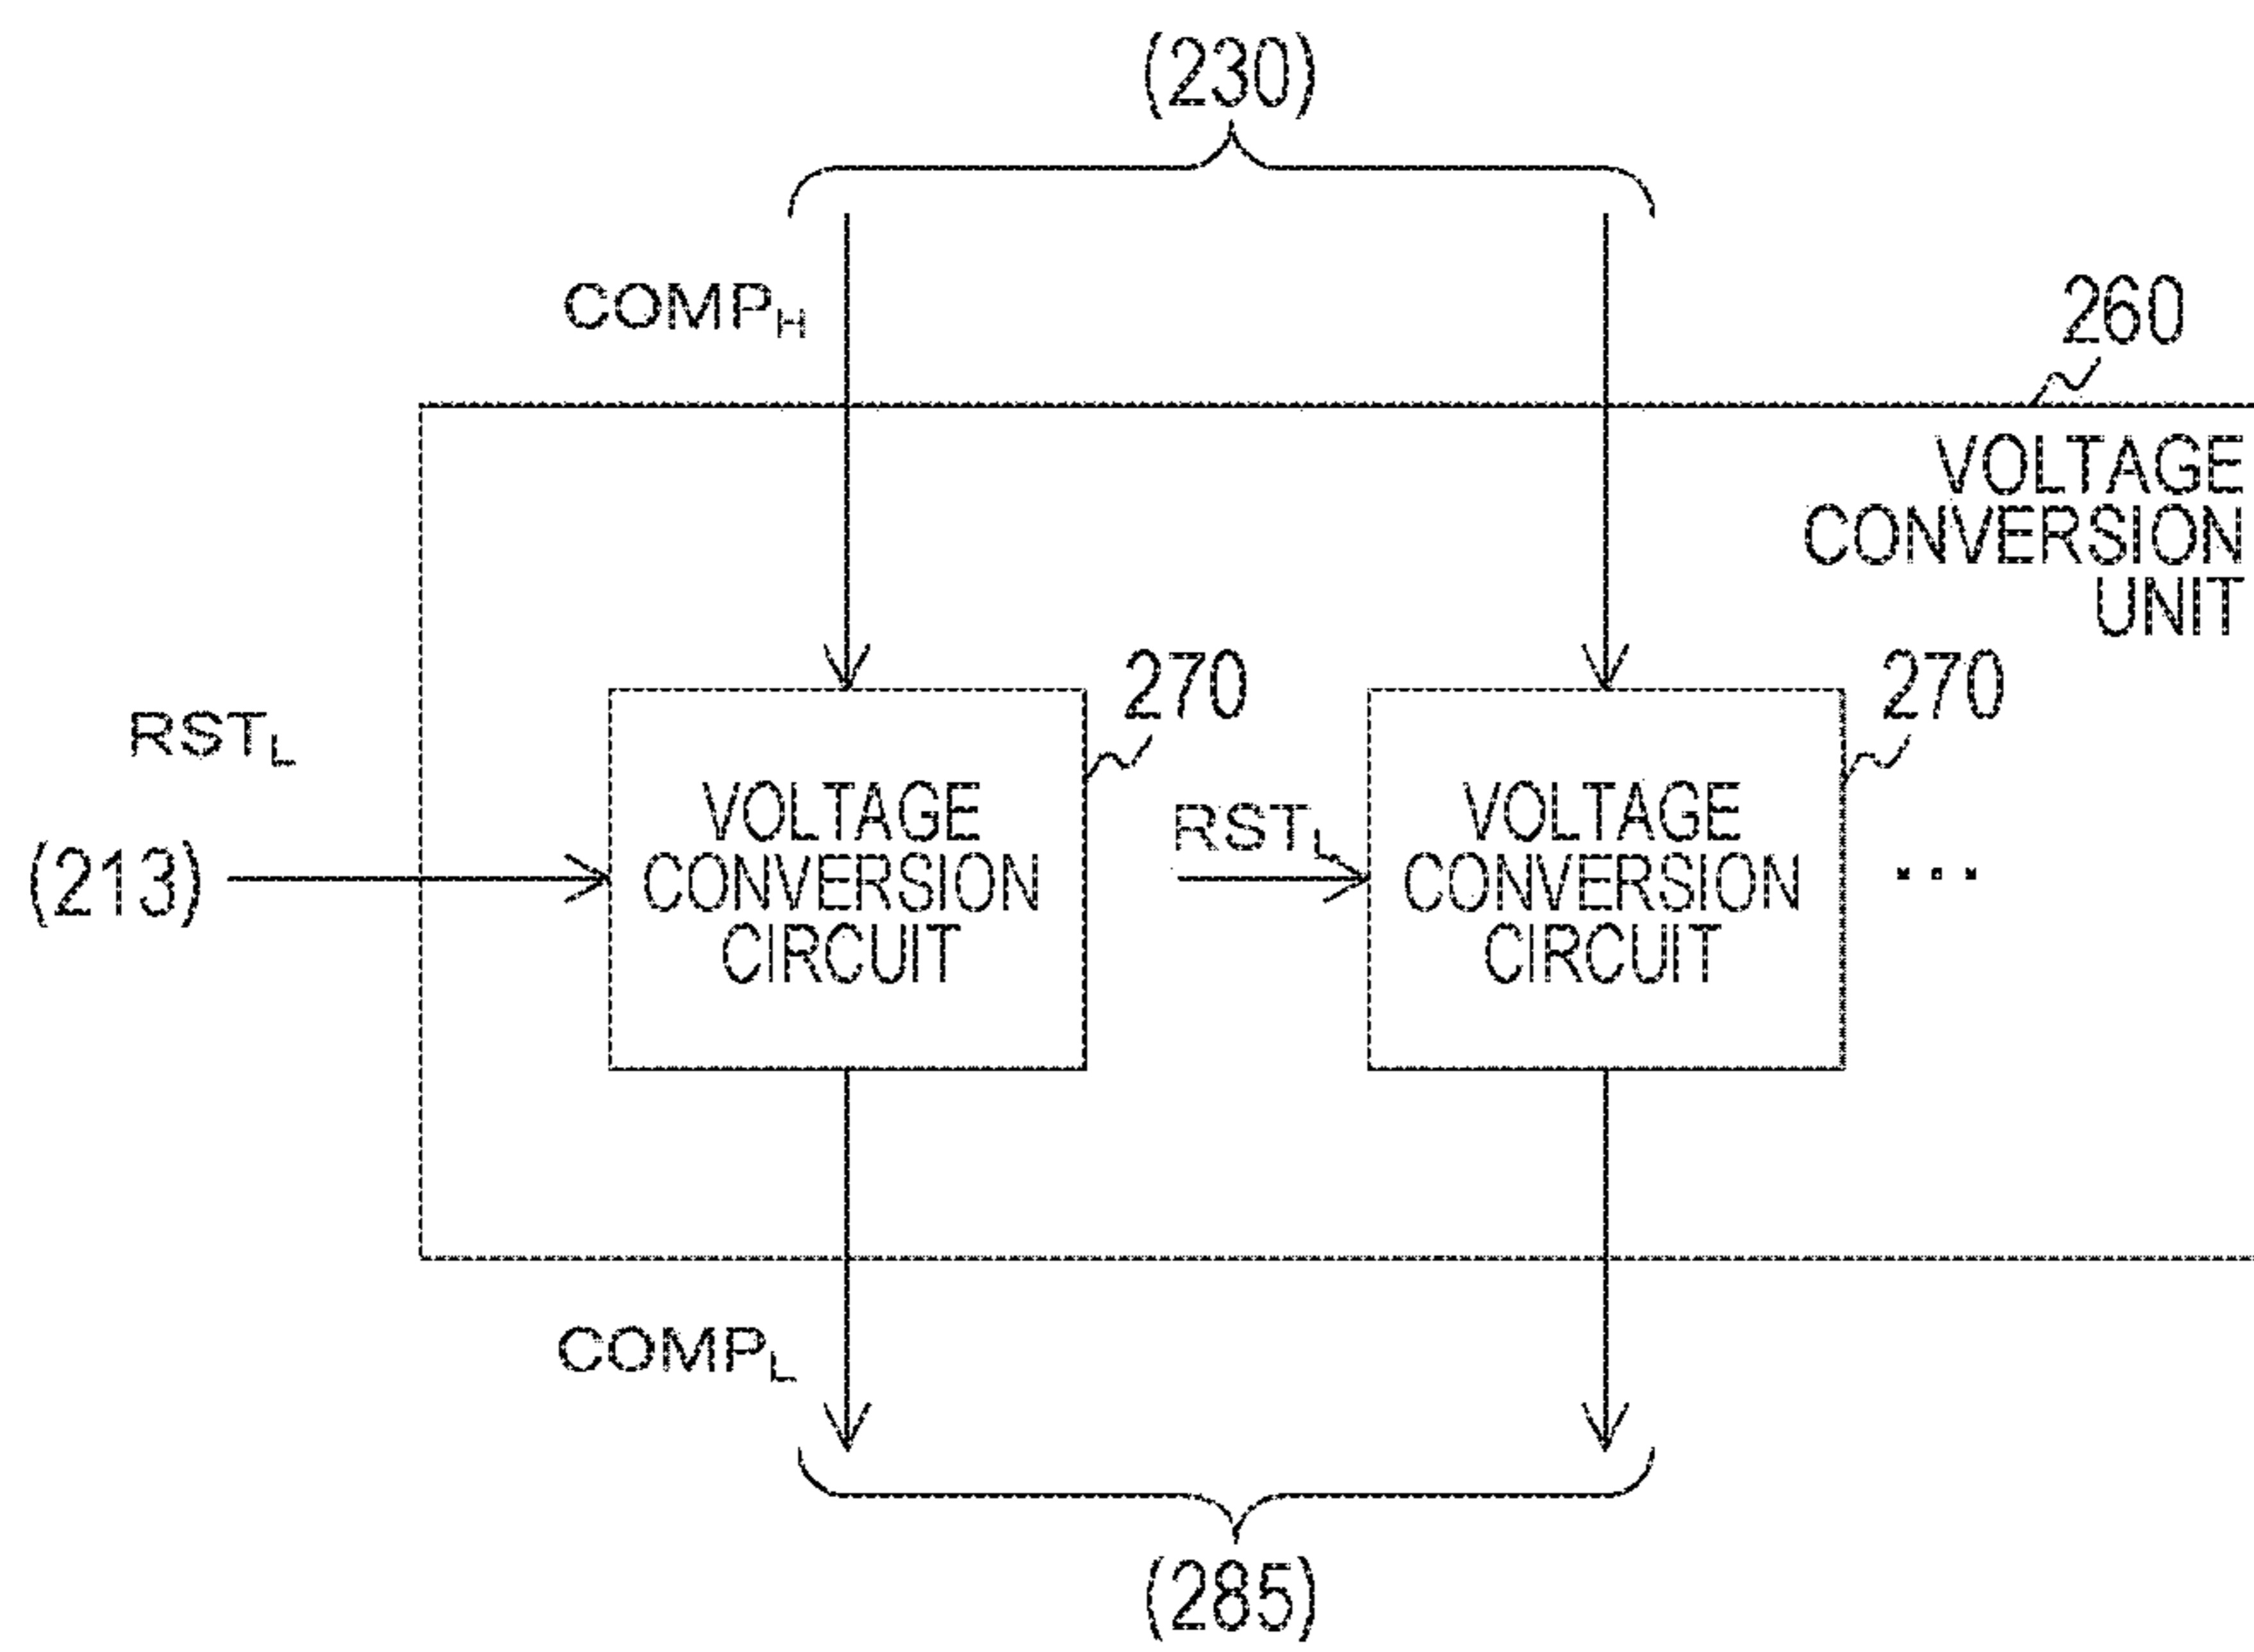 (230)
COMPH
260
VOLTAGE
CONVERSION
UNIT
270
270
RSTL
(213)
VOLTAGE
CONVERSION
CIRCUIT
RSTL
VOLTAGE
CONVERSION
CIRCUIT
...
COMPL
(285)